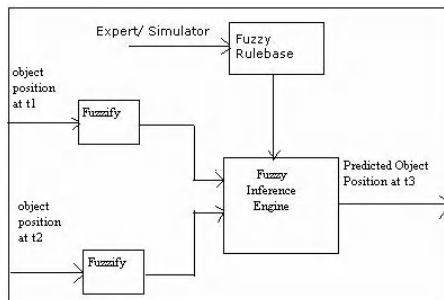 Expert/ Simulator
Fuzzy
Rulebase
object
position
at t1
Fuzzify
Fuzzy
Inference
Engine
Predicted Object
Position at t3
object
position
at t2
Fuzzify